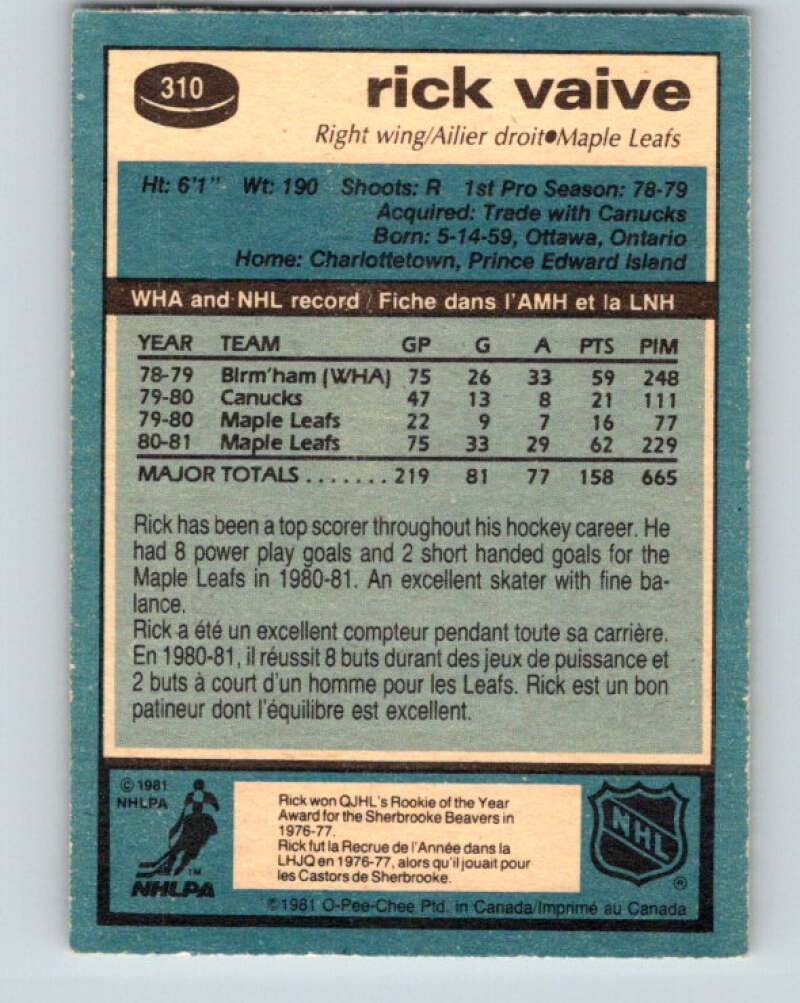 310
rick vaive
Right wing/Ailier droit•Maple Leafs
Ht: 6'1" Wt: 190 Shoots: R 1st Pro Season: 78-79
Acquired: Trade with Canucks
Born: 5-14-59, Ottawa, Ontario
Home: Charlottetown, Prince Edward Island
WHA and NHL record / Fiche dans l'AMH et la LNH
YEAR TEAM GP G A PTS PIM
78-79 Birm'ham (WHA) 75 26 33 59 248
79-80 Canucks 47 13 8 21 111
79-80 Maple Leafs 22 9 7 16 77
80-81 Maple Leafs 75 33 29 62 229
MAJOR TOTALS ....... 219 81 77 158 665
Rick has been a top scorer throughout his hockey career. He
had 8 power play goals and 2 short handed goals for the
Maple Leafs in 1980-81. An excellent skater with fine ba-
lance.
Rick a été un excellent compteur pendant toute sa carrière.
En 1980-81, il réussit 8 buts durant des jeux de puissance et
2 buts à court d'un homme pour les Leafs. Rick est un bon
patineur dont l'équilibre est excellent.
© 1981
NHLPA
TM
NHLPA
Rick won QJHL's Rookie of the Year
Award for the Sherbrooke Beavers in
1976-77.
Rick fut la Recrue de l'Année dans la
LHJQ en 1976-77, alors qu'il jouait pour
les Castors de Sherbrooke.
NHL
®
© 1981 O-Pee-Chee Ptd. in Canada/Imprimé au Canada